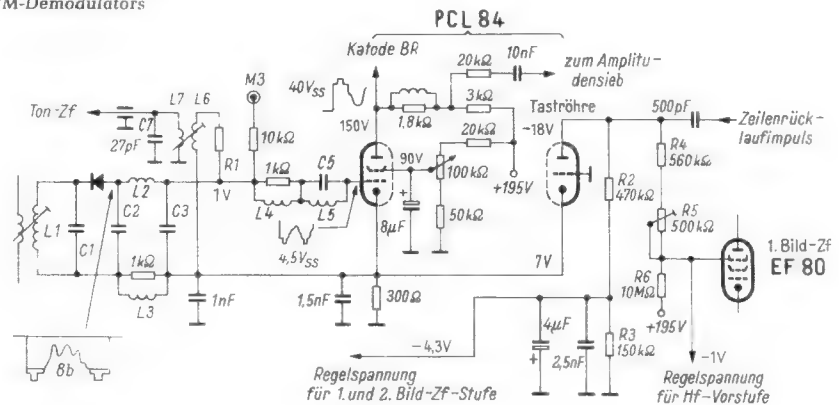 M-Demodulators
PCL 84
Katode BR
20kΩ
10nF
zum Amplitu-
densieb
M3
40Vss
3kΩ
Taströhre
500pF
Ton-Zf
L7
L6
150V
1,8kΩ
20kΩ
-18V
Zeilenrück-
laufimpuls
C7
27pF
R1
10kΩ
R4
560kΩ
1kΩ
C5
90V
100kΩ
+195V
R2
470kΩ
L2
1V
R5
500kΩ
L1
C1
C2
C3
L4
L5
8µF
+
50kΩ
1. Bild-Zf
EF 80
4,5Vss
7V
R6
10MΩ
1kΩ
L3
1nF
1,5nF
300Ω
+195V
4µF
+
2,5nF
R3
150kΩ
8b
-4,3V
-1V
Regelspannung
für 1. und 2. Bild-Zf-Stufe
Regelspannung
für Hf-Vorstufe